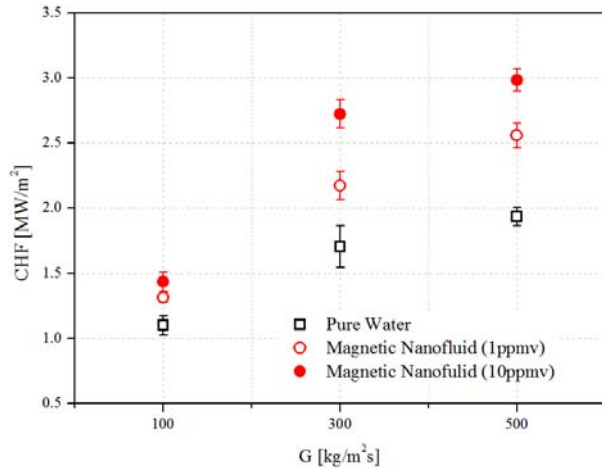 3.5
3.0
2.5
2.0
1.5
1.0
0.5
CHF [MW/m²]
Pure Water
Magnetic Nanofluid (1ppmv)
Magnetic Nanofulid (10ppmv)
100
300
500
G [kg/m²s]